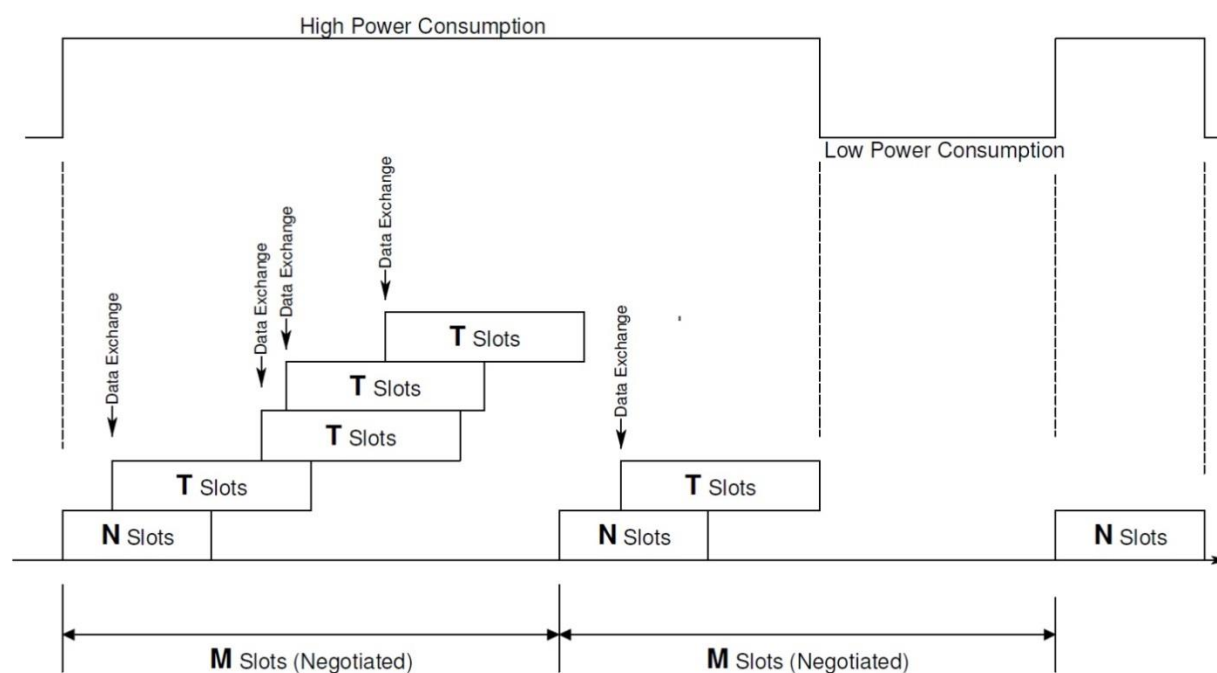 High Power Consumption
Low Power Consumption
Data Exchange
Data Exchange
Data Exchange
Data Exchange
Data Exchange
T Slots
T Slots
T Slots
T Slots
T Slots
N Slots
N Slots
N Slots
M Slots (Negotiated)
M Slots (Negotiated)